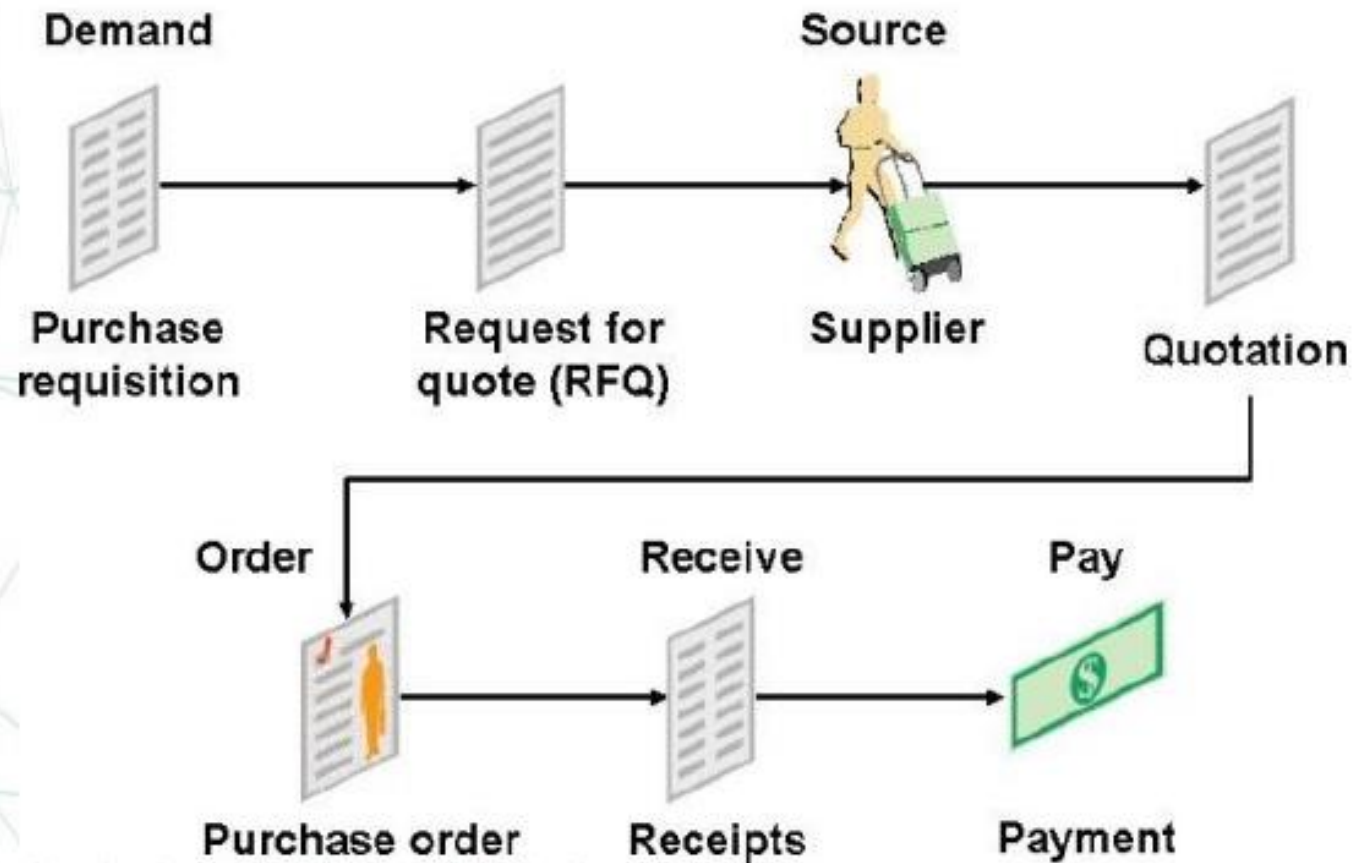 Demand
Source
Purchase
requisition
Request for
quote (RFQ)
Supplier
Quotation
Order
Receive
Pay
$
Purchase order
Receipts
Payment